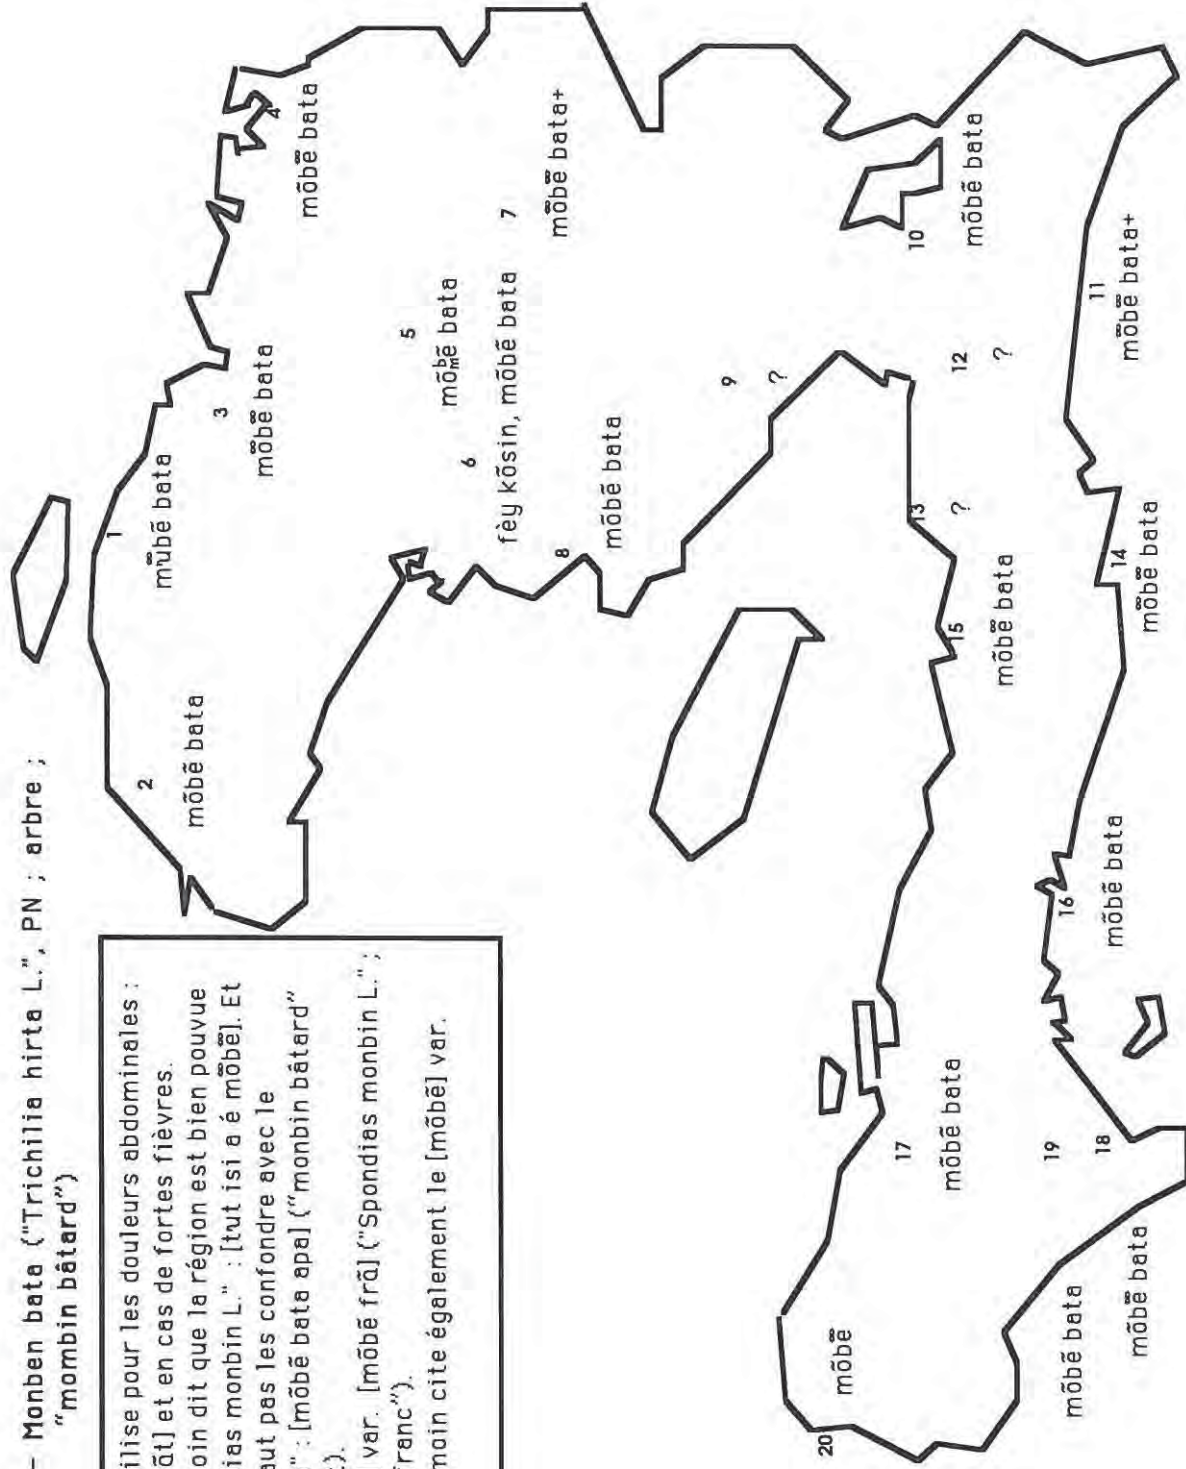 – Monben bata ("Trichilia hirta L.", PN ; arbre ;
"mombin bâtard")
ilise pour les douleurs abdominales :
ãt] et en cas de fortes fièvres.
oin dit que la région est bien pouvue
ias monbin L." : [tut isi a é mõbẽ]. Et
aut pas les confondre avec le
" : [mõbẽ bata apa] ("monbin bâtard"
).
var. [mõbẽ frã] ("Spondias monbin L." ;
franc").
moin cite également le [mõbẽ] var.
1
mũbẽ bata
2
mõbẽ bata
3
mõbẽ bata
4
mõbẽ bata
5
bata
6
fèy kõsin, mõbẽ bata
7
mõbẽ bata+
8
mõbẽ bata
9
?
10
mõbẽ bata
11
mõbẽ bata+
12
?
13
?
14
mõbẽ bata
15
mõbẽ bata
16
mõbẽ bata
17
mõbẽ bata
18
mõbẽ bata
19
mõbẽ bata
20
mõbẽ